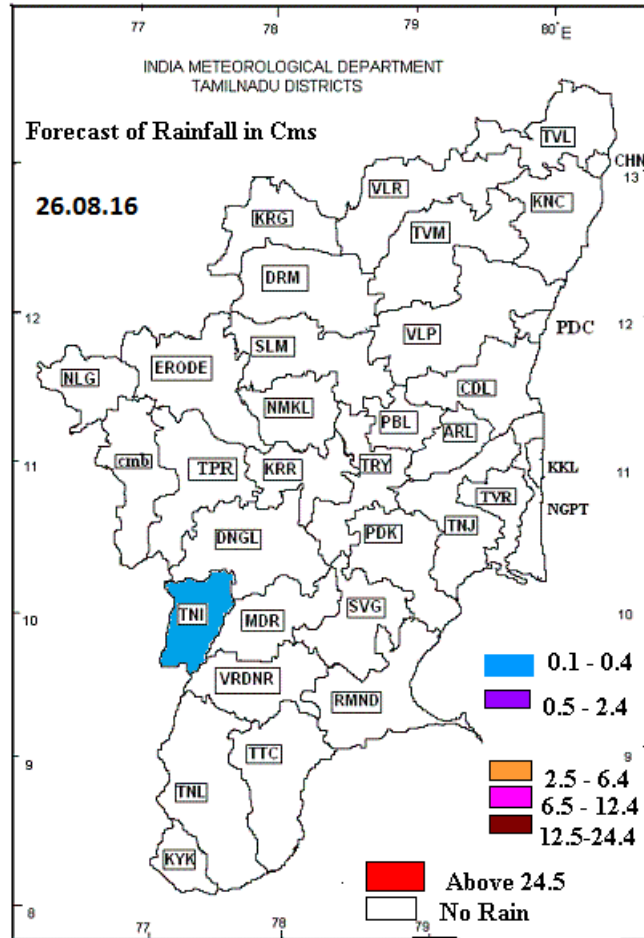 77 78 79 80°E
INDIA METEOROLOGICAL DEPARTMENT
TAMILNADU DISTRICTS
Forecast of Rainfall in Cms
TVL
CHN
13
VLR
26.08.16
KNC
KRG
TVM
DRM
12
12
PDC
VLP
SLM
ERODE
NLG
CDL
NMKL
PBL
ARL
11
cmb
TPR
KRR
TRY
KKL
11
TVR
NGPT
TNJ
DNGL
PDK
10
TNI
MDR
SVG
10
0.1 - 0.4
VRDNR
RMND
0.5 - 2.4
9
TTC
9
2.5 - 6.4
TNL
6.5 - 12.4
12.5-24.4
KYK
Above 24.5
8
No Rain
77 78 79